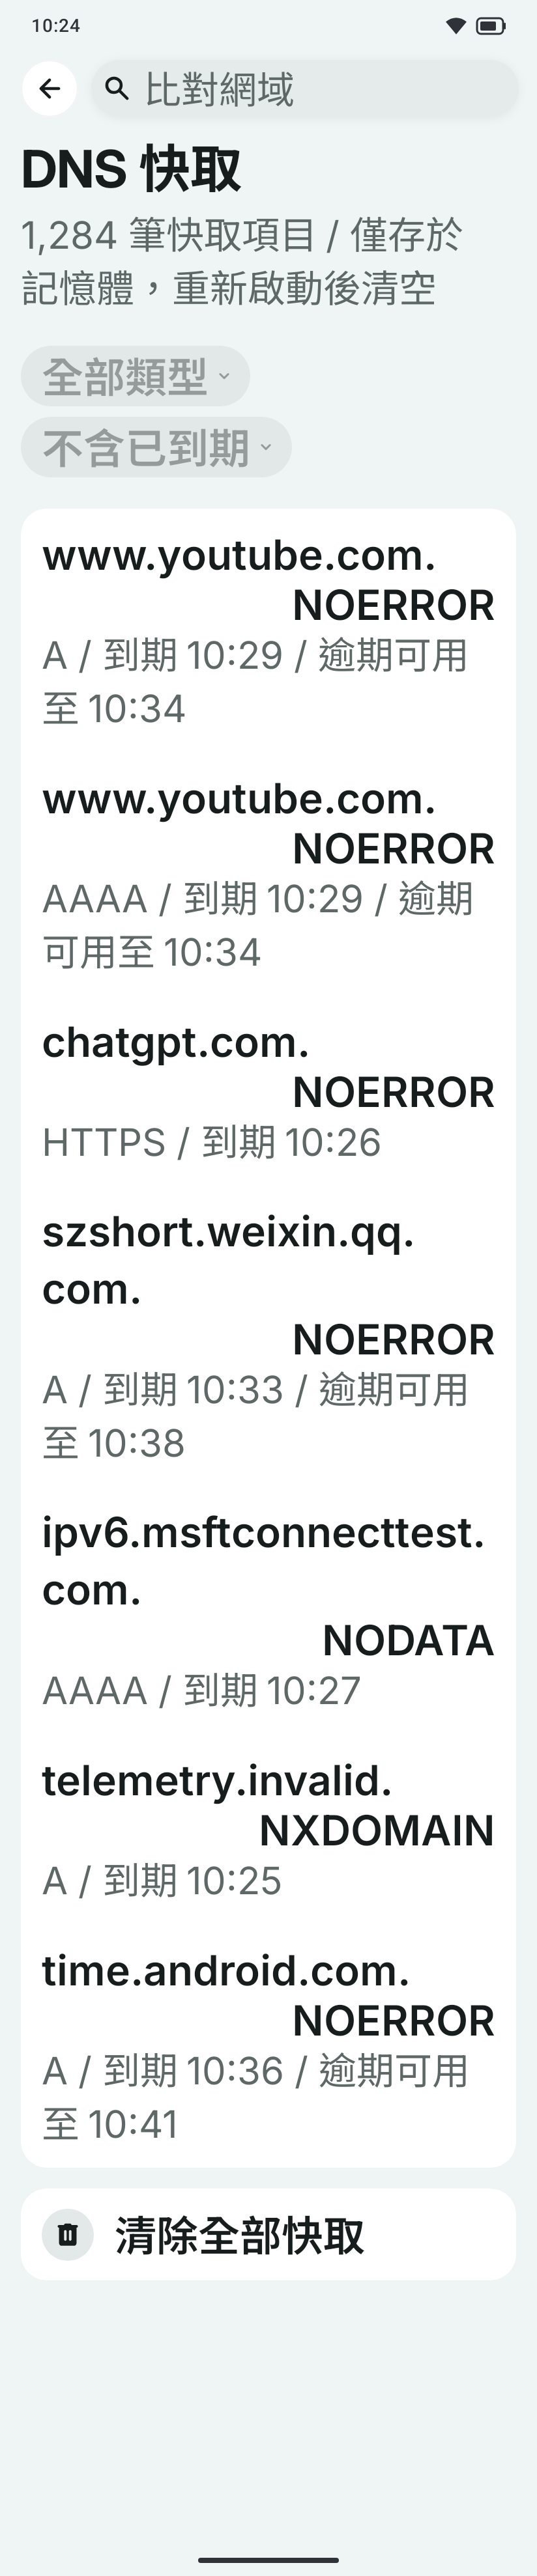 10:24
比對網域
DNS 快取
1,284 筆快取項目 / 僅存於
記憶體，重新啟動後清空
全部類型
不含已到期
www.youtube.com.
NOERROR
A / 到期 10:29 / 逾期可用
至 10:34
www.youtube.com.
NOERROR
AAAA / 到期 10:29 / 逾期
可用至 10:34
chatgpt.com.
NOERROR
HTTPS / 到期 10:26
szshort.weixin.qq.
com.
NOERROR
A / 到期 10:33 / 逾期可用
至 10:38
ipv6.msftconnecttest.
com.
NODATA
AAAA / 到期 10:27
telemetry.invalid.
NXDOMAIN
A / 到期 10:25
time.android.com.
NOERROR
A / 到期 10:36 / 逾期可用
至 10:41
清除全部快取